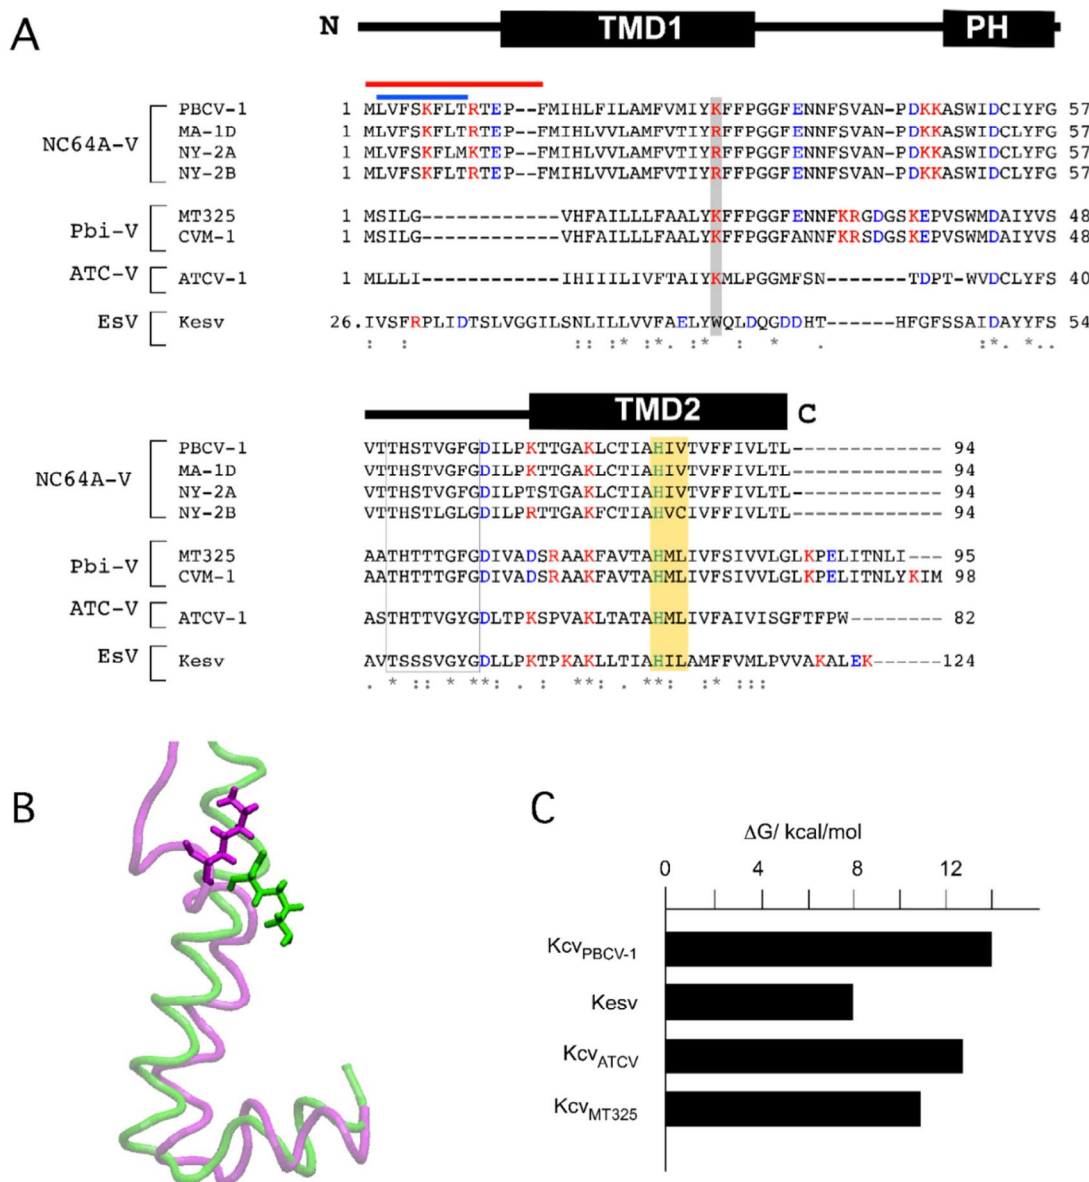 A
N TMD1 PH
PBCV-1 1 MLVFSKFLTRTEP--FMIHLFILAMFVMIYKFFPGGFENNFSVAN-PDKKASWIDCIYFG 57
MA-1D 1 MLVFSKFLTRTEP--FMIHLVVLAMFVTIYRFFPGGFENNFSVAN-PDKKASWIDCLYFG 57
NC64A-V
NY-2A 1 MLVFSKFLMKTEP--FMIHLVVLAMFVTIYRFFPGGFENNFSVAN-PDKKASWIDCLYFG 57
NY-2B 1 MLVFSKFLTRTEP--FMIHLVVLAMFVTIYRFFPGGFENNFSVAN-PDKKASWIDCLYFG 57
MT325 1 MSILG-----------VHFAILLLFAALYKFFPGGFENNFKRGDGSKEPVSWMDAIYVS 48
Pbi-V
CVM-1 1 MSILG-----------VHFAILLLFAALYKFFPGGFANNFKRSDGSKEPVSWMDAIYVS 48
ATC-V ATCV-1 1 MLLLI-----------IHIIILIVFTAIYKMLPGGMFSN------TDPT-WVDCLYFS 40
EsV Kesv 26.IVSFRPLIDTSLVGGILSNLILLVVFAELYWQLDQGDDHT------HFGFSSAIDAYYFS 54
: : :: :* *. :* : * . :*: *..
TMD2 C
PBCV-1 VTTHSTVGFGDILPKTTGAKLCTIAHIVTVFFIVLTL------------ 94
NC64A-V
MA-1D VTTHSTVGFGDILPKTTGAKLCTIAHIVTVFFIVLTL------------ 94
NY-2A VTTHSTVGFGDILPTSTGAKLCTIAHIVTVFFIVLTL------------ 94
NY-2B VTTHSTLGLGDILPRTTGAKFCTIAHVCTVFFIVLTL------------ 94
MT325 AATHTTTGFGDIVADSRAAKFAVTAHMLIVFSIVVLGLKPELITNLI--- 95
Pbi-V
CVM-1 AATHTTTGFGDIVADSRAAKFAVTAHMLIVFSIVVLGLKPELITNLYKIM 98
ATC-V ATCV-1 ASTHTTVGYGDLTPKSPVAKLTATAHMLIVFAIVISGFTFPW-------- 82
EsV Kesv AVTSSSVGYGDLLPKTPKAKLLTIAHILAMFFVMLPVVAKALEK------124
. * :: * ** : **: . ** :* :::
B
C
ΔG/ kcal/mol
0 4 8 12
KcvPBCV-1
Kesv
KcvATCV
KcvMT325